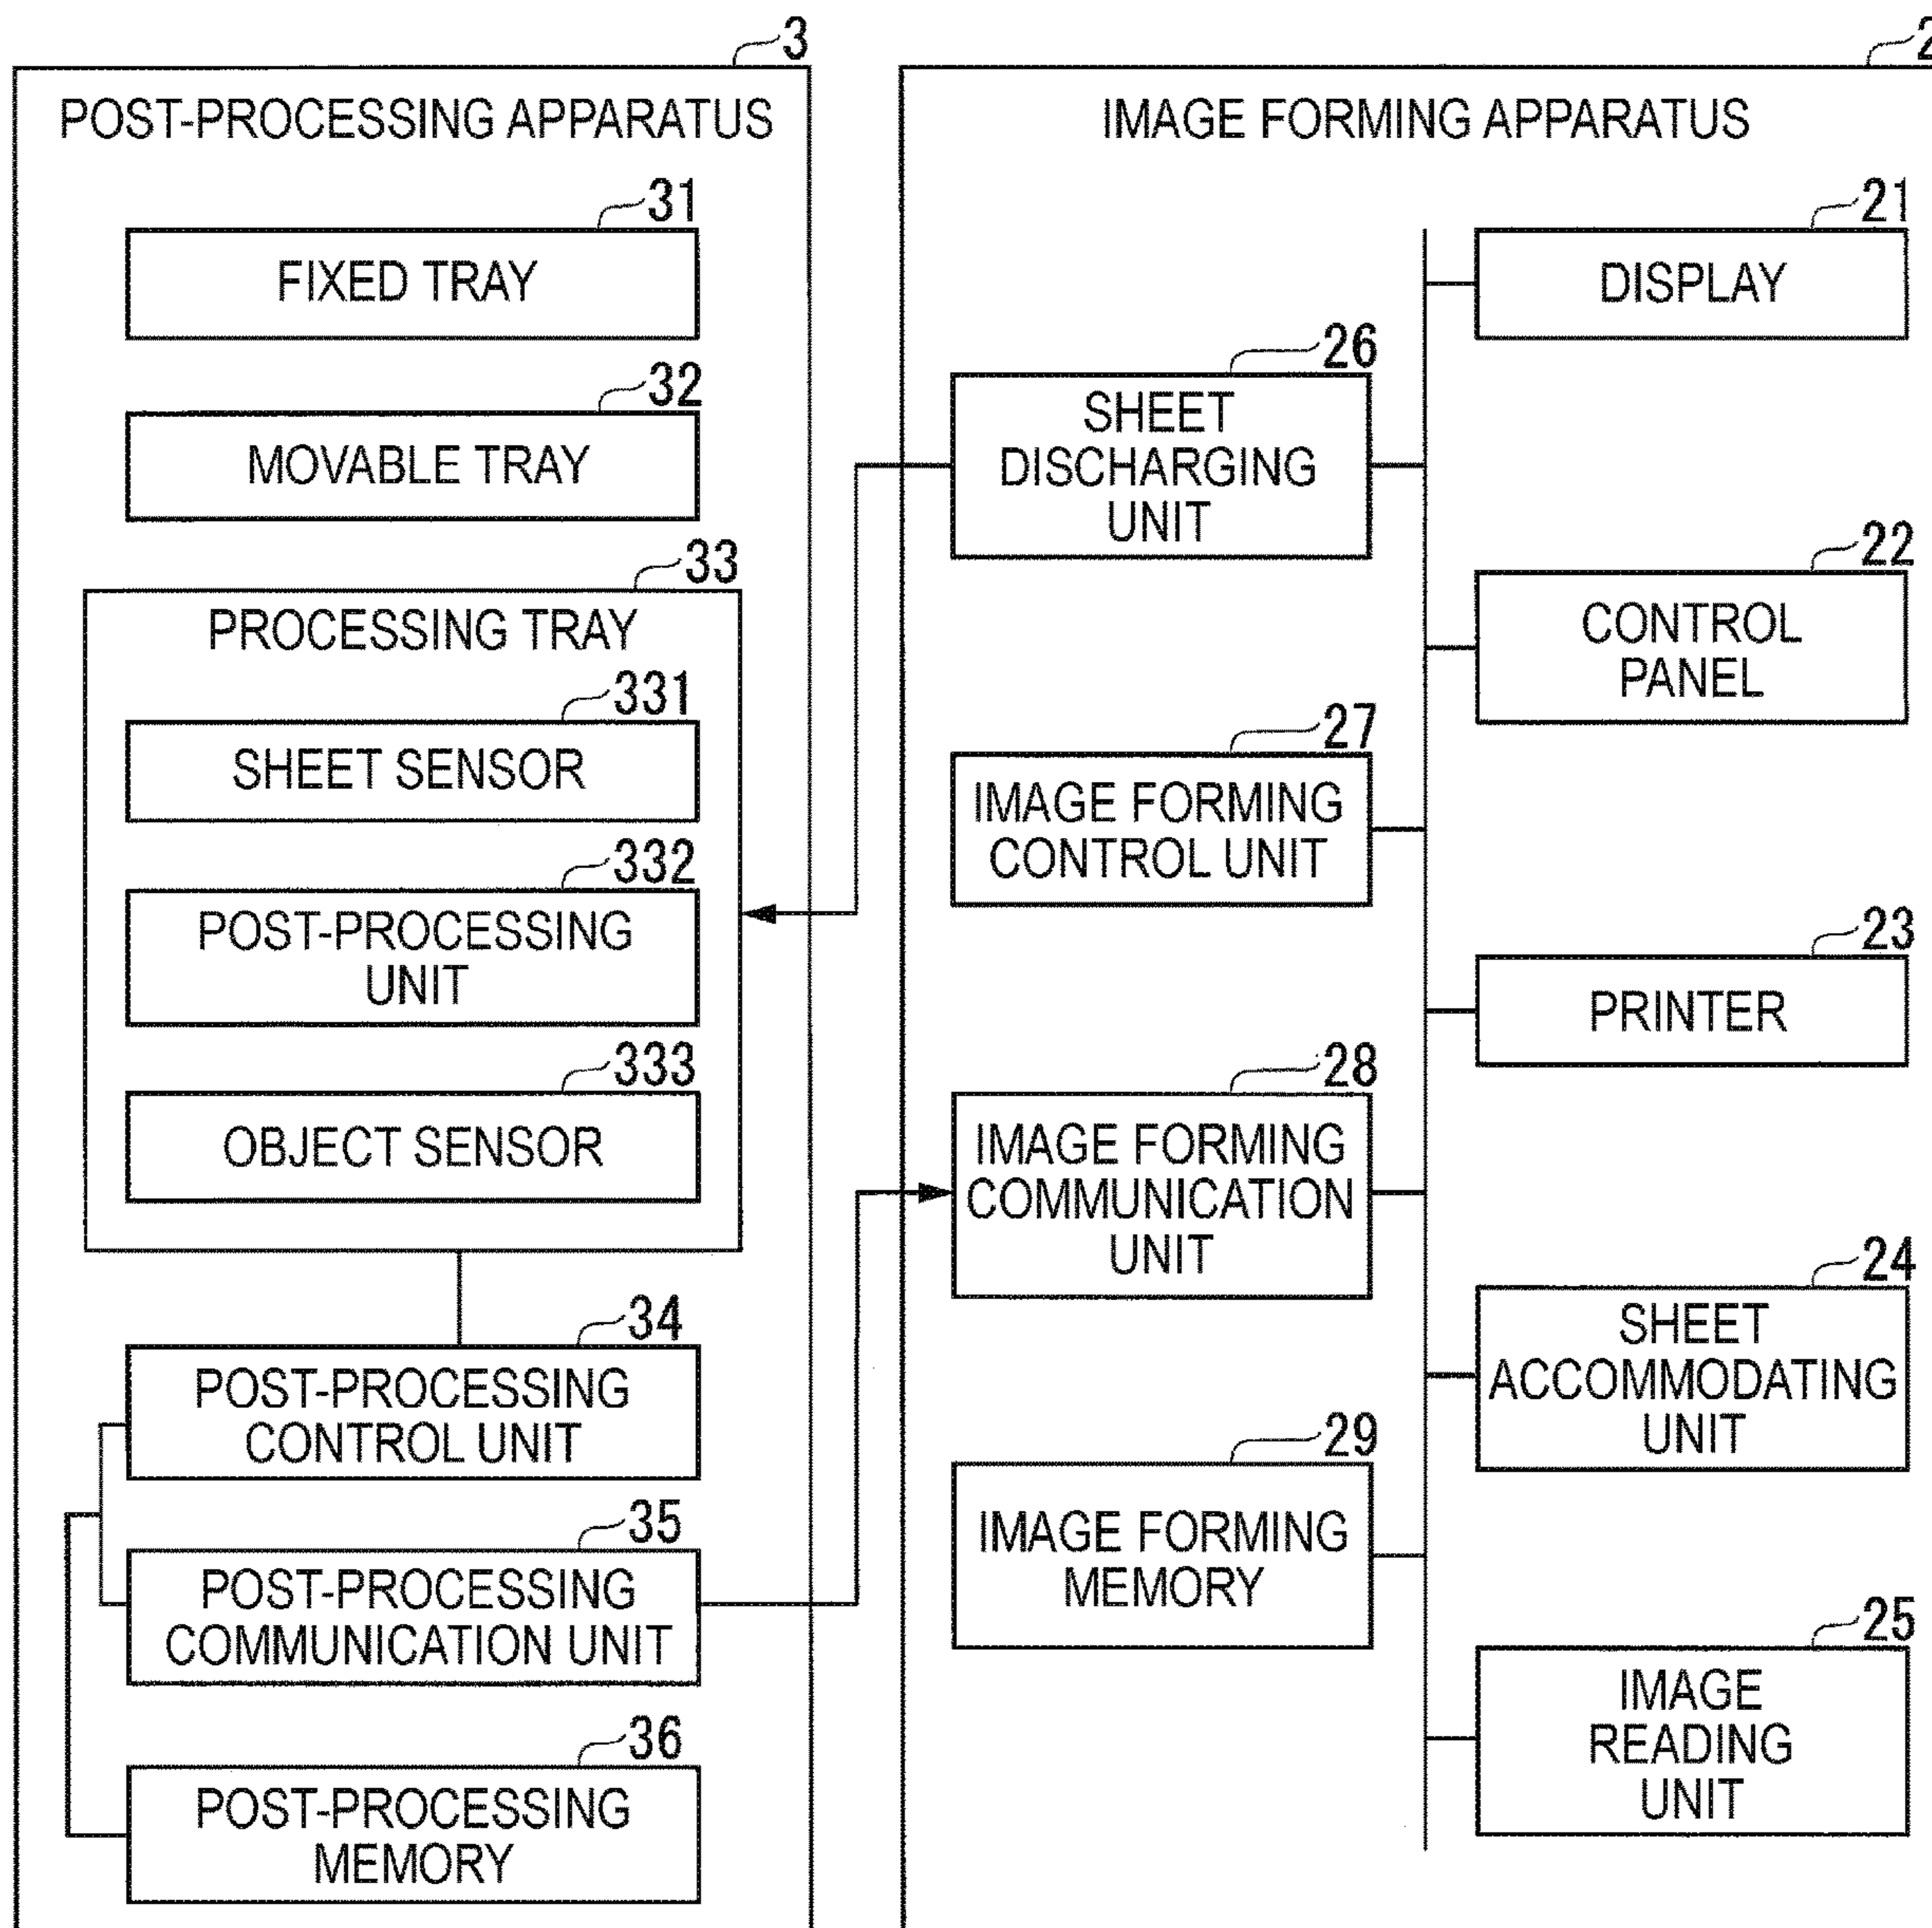 3
POST-PROCESSING APPARATUS
31
FIXED TRAY
32
MOVABLE TRAY
33
PROCESSING TRAY
331
SHEET SENSOR
332
POST-PROCESSING
UNIT
333
OBJECT SENSOR
34
POST-PROCESSING
CONTROL UNIT
35
POST-PROCESSING
COMMUNICATION UNIT
36
POST-PROCESSING
MEMORY
2
IMAGE FORMING APPARATUS
26
SHEET
DISCHARGING
UNIT
27
IMAGE FORMING
CONTROL UNIT
28
IMAGE FORMING
COMMUNICATION
UNIT
29
IMAGE FORMING
MEMORY
21
DISPLAY
22
CONTROL
PANEL
23
PRINTER
24
SHEET
ACCOMMODATING
UNIT
25
IMAGE
READING
UNIT